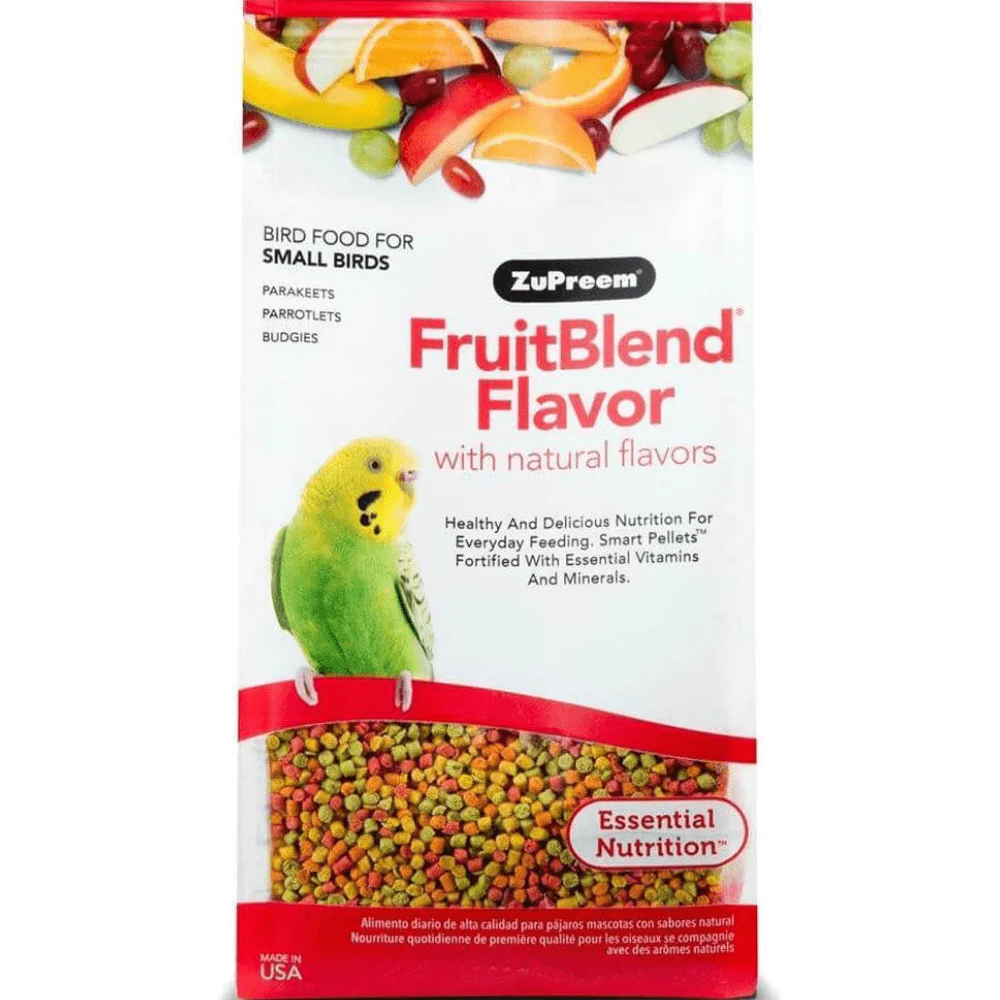 BIRD FOOD FOR
SMALL BIRDS
PARAKEETS
PARROTLETS
BUDGIES
ZuPreem®
FruitBlend®
Flavor
with natural flavors
Healthy And Delicious Nutrition For
Everyday Feeding. Smart Pellets™
Fortified With Essential Vitamins
And Minerals.
Essential
Nutrition™
Alimento diario de alta calidad para pájaros mascotas con sabores natural
Nourriture quotidienne de première qualité pour les oiseaux se compagnie
avec des arômes naturels
MADE IN
USA